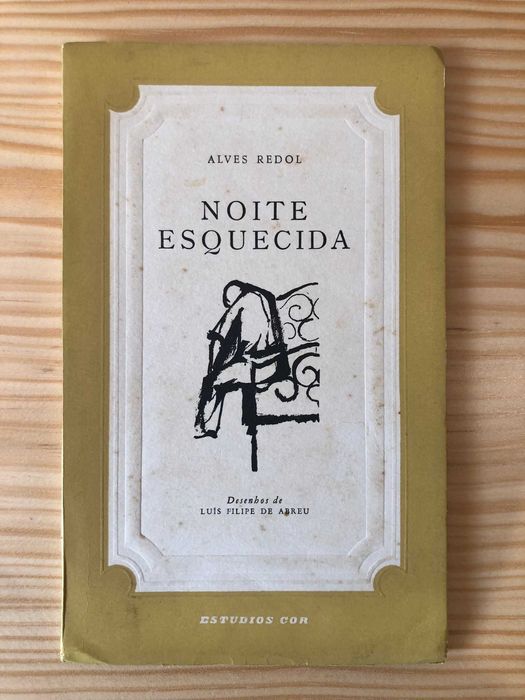 ALVES REDOL
NOITE
ESQUECIDA
Desenhos de
LUÍS FILIPE DE ABREU
ESTUDIOS COR